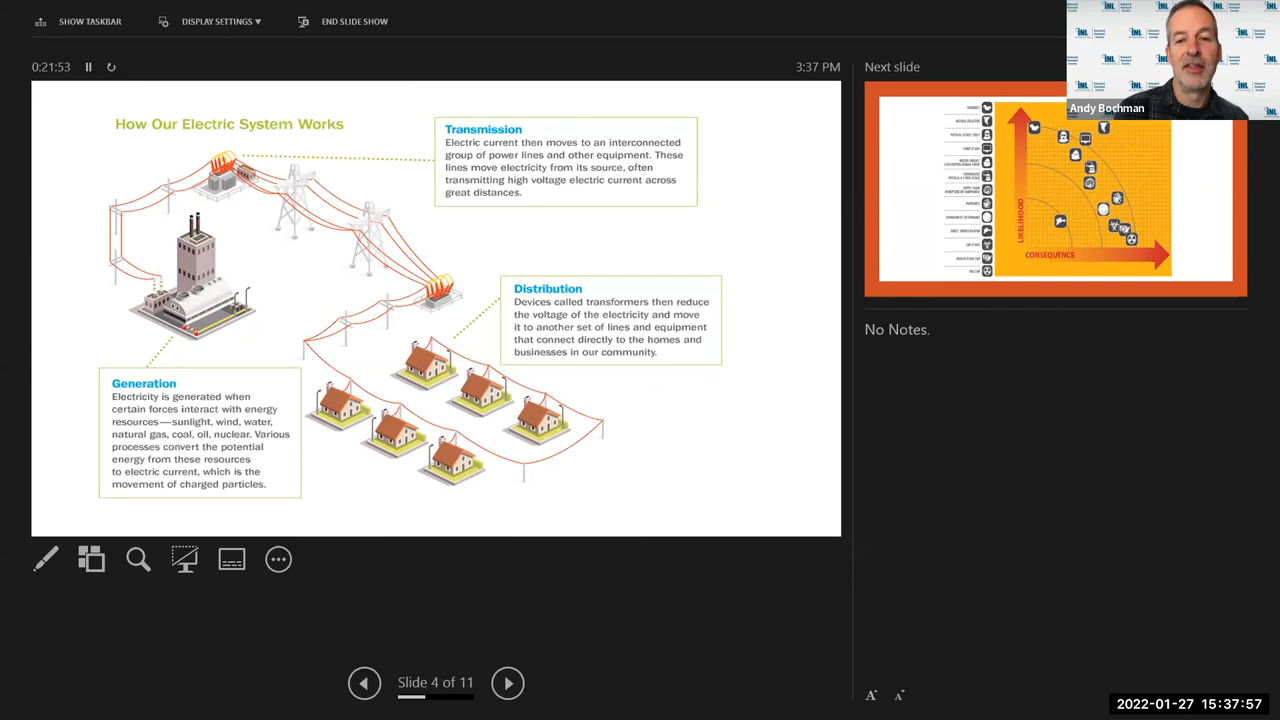 SHOW TASKBAR
DISPLAY SETTINGS ▼
END SLIDE SHOW
0:21:53
:37 PM
Next slide
Andy Bochman
How Our Electric System Works
Transmission
Electric current then moves to an interconnected
group of power lines and other equipment. These
lines move electricity from its source, often
transmitting high-voltage electric current across
great distances.
Distribution
Devices called transformers then reduce
the voltage of the electricity and move
it to another set of lines and equipment
that connect directly to the homes and
businesses in our community.
Generation
Electricity is generated when
certain forces interact with energy
resources—sunlight, wind, water,
natural gas, coal, oil, nuclear. Various
processes convert the potential
energy from these resources
to electric current, which is the
movement of charged particles.
LIKELIHOOD
CONSEQUENCE
No Notes.
Slide 4 of 11
A A
2022-01-27 15:37:57
INL